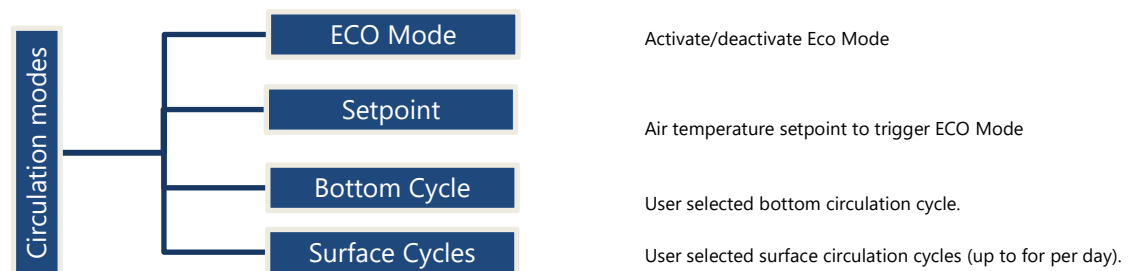 Circulation modes
ECO Mode
Activate/deactivate Eco Mode
Setpoint
Air temperature setpoint to trigger ECO Mode
Bottom Cycle
User selected bottom circulation cycle.
Surface Cycles
User selected surface circulation cycles (up to for per day).